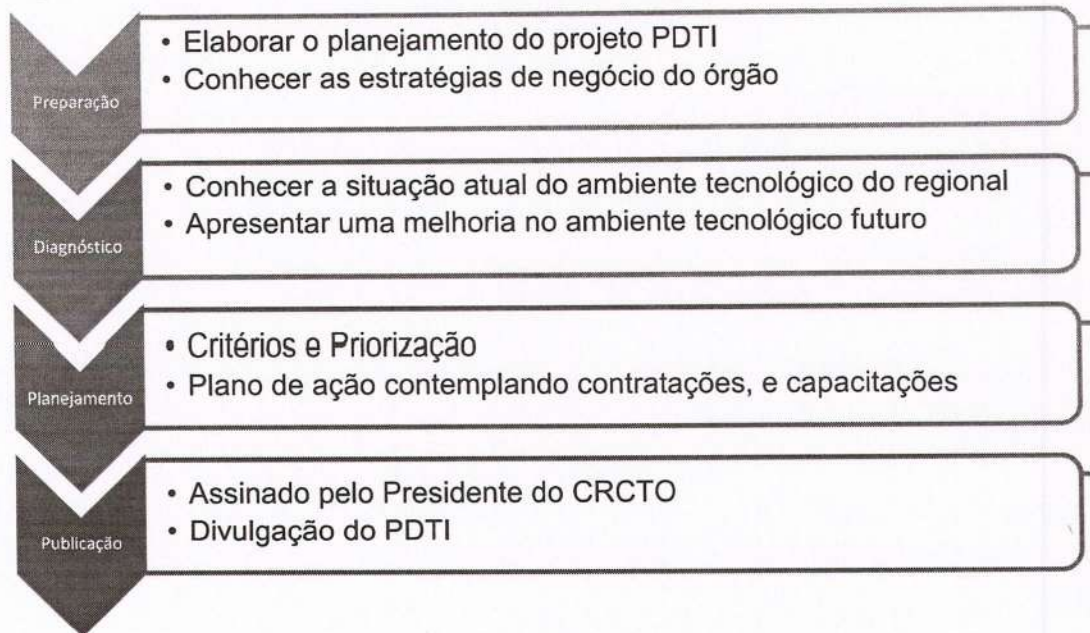 Preparação
• Elaborar o planejamento do projeto PDTI
• Conhecer as estratégias de negócio do órgão
Diagnóstico
• Conhecer a situação atual do ambiente tecnológico do regional
• Apresentar uma melhoria no ambiente tecnológico futuro
Planejamento
• Critérios e Priorização
• Plano de ação contemplando contratações, e capacitações
Publicação
• Assinado pelo Presidente do CRCTO
• Divulgação do PDTI